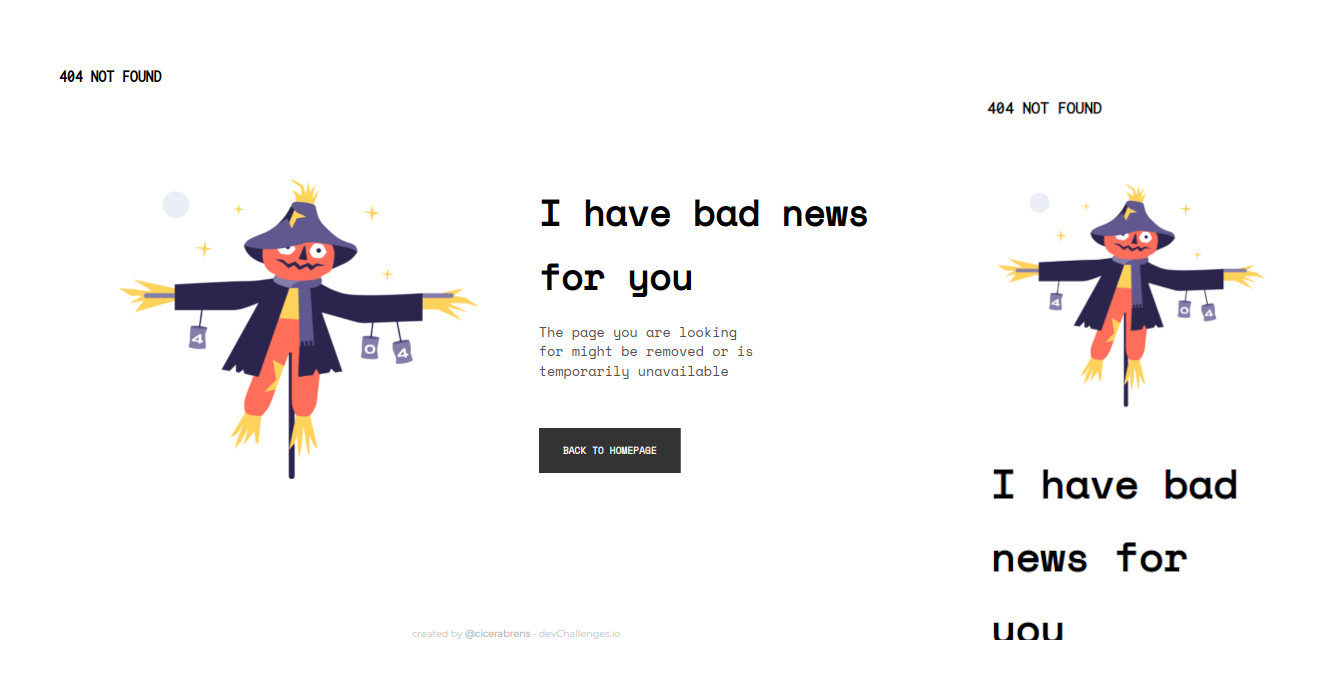 404 NOT FOUND
4
0
4
I have bad news
for you
The page you are looking
for might be removed or is
temporarily unavailable
BACK TO HOMEPAGE
created by @cicerabrens - devChallenges.io
404 NOT FOUND
4
0
4
I have bad
news for
you